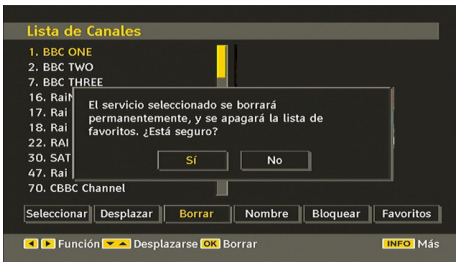 Lista de Canales
1. BBC ONE
2. BBC TWO
7. BBC THREE
16. Rai
17. Rai
18. Rai
22. RAI
30. SAT
47. Rai
70. CBBC Channel
El servicio seleccionado se borrará
permanentemente, y se apagará la lista de
favoritos. ¿Está seguro?
Sí No
Seleccionar Desplazar Borrar Nombre Bloquear Favoritos
Función Desplazarse OK Borrar INFO Más